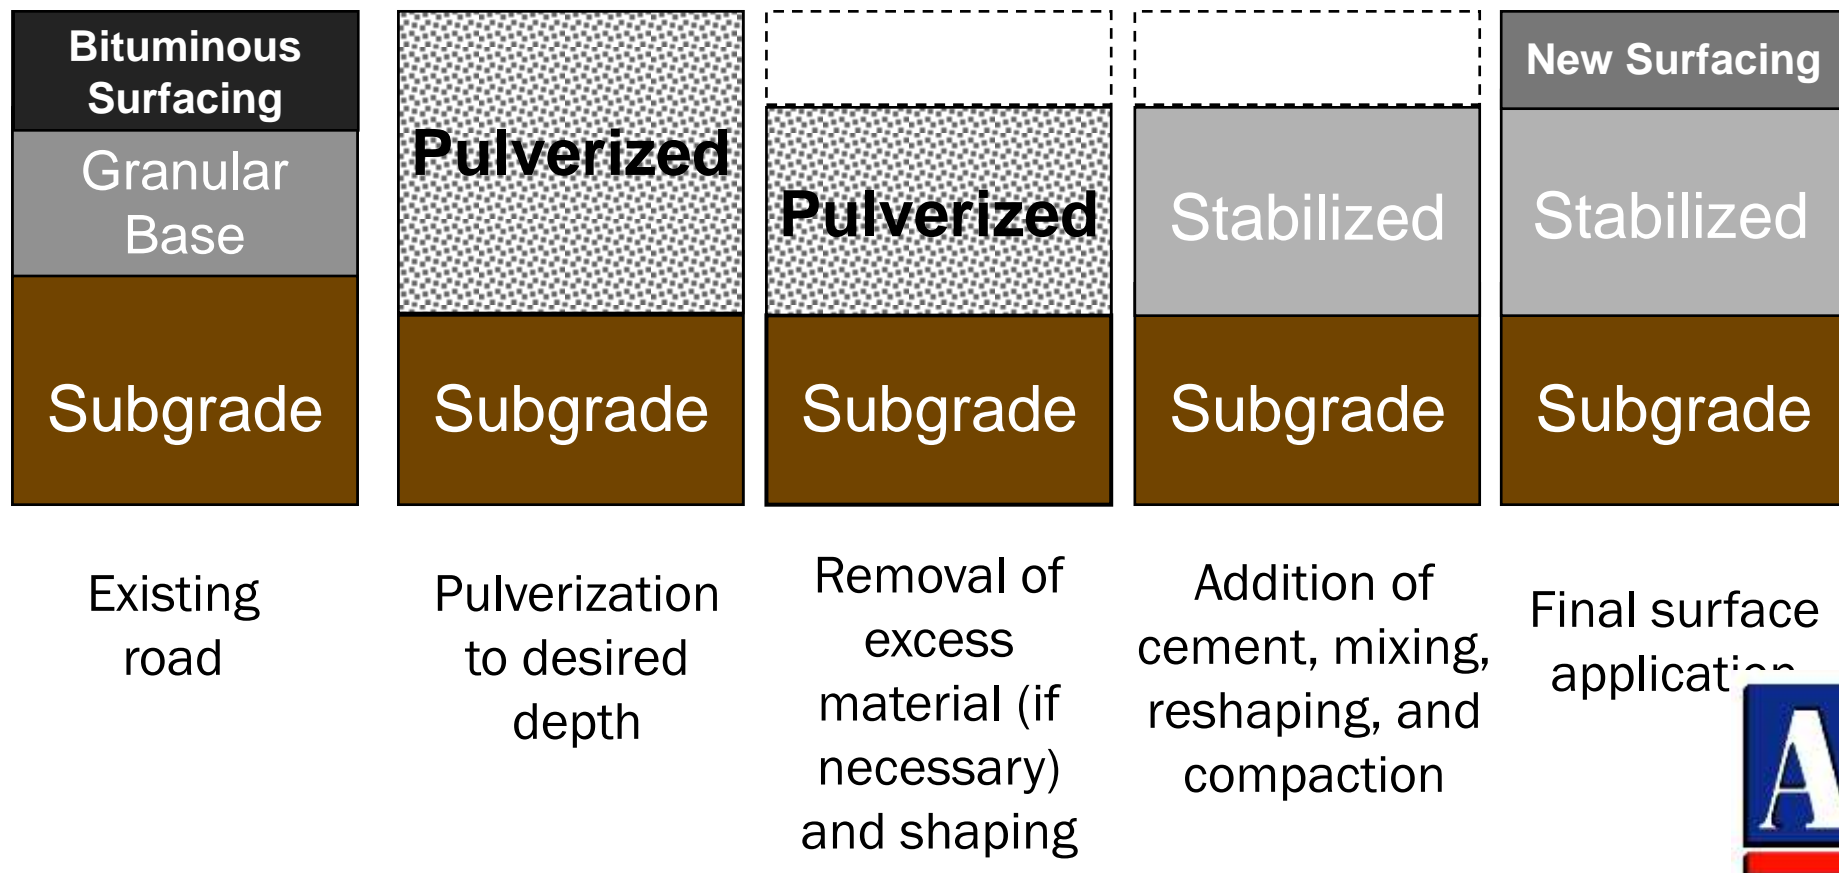 Bituminous
Surfacing
Granular
Base
Subgrade
Pulverized
Subgrade
Pulverized
Subgrade
Stabilized
Subgrade
New Surfacing
Stabilized
Subgrade
Existing
road
Pulverization
to desired
depth
Removal of
excess
material (if
necessary)
and shaping
Addition of
cement, mixing,
reshaping, and
compaction
Final surface
application
A